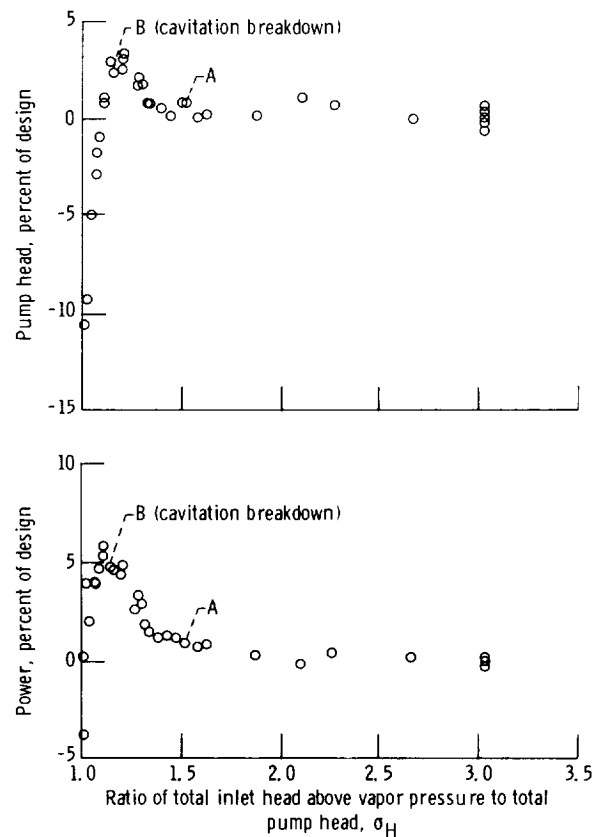 5
B (cavitation breakdown)
A
0
-5
-10
-15
Pump head, percent of design
10
B (cavitation breakdown)
5
A
0
-5
Power, percent of design
1.0 1.5 2.0 2.5 3.0 3.5
Ratio of total inlet head above vapor pressure to total
pump head, σH